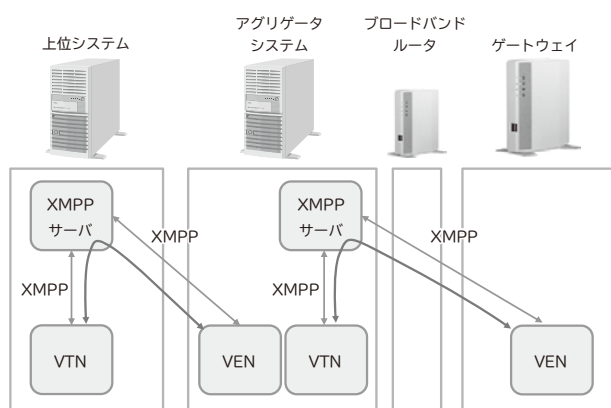 上位システム
アグリゲータ
システム
ブロードバンド
ルータ
ゲートウェイ
XMPP
サーバ
XMPP
XMPP
サーバ
XMPP
XMPP
XMPP
VTN
VEN
VTN
VEN